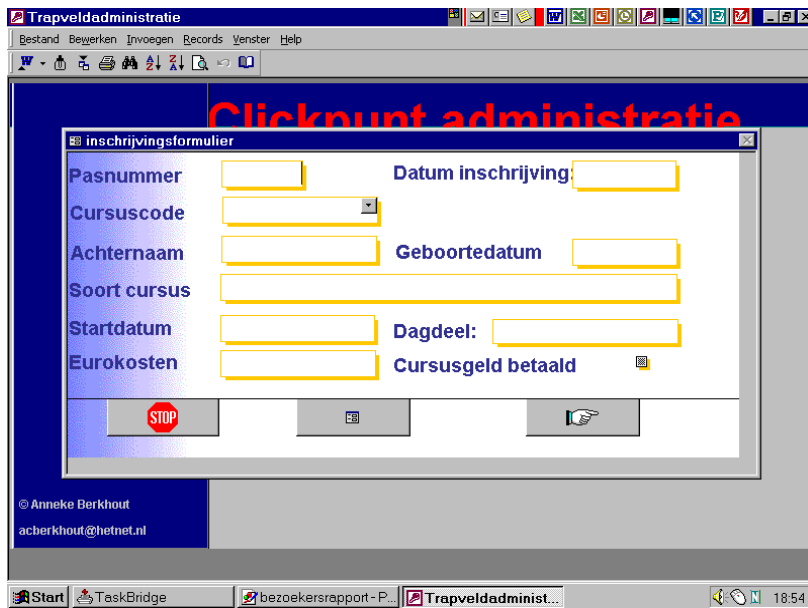 Trapveldadministratie
Bestand Bewerken Invoegen Records Venster Help
Clickpunt administratie
inschrijvingsformulier
Pasnummer Datum inschrijving:
Cursuscode
Achternaam Geboortedatum
Soort cursus
Startdatum Dagdeel:
Eurokosten Cursusgeld betaald
STOP
© Anneke Berkhout
acberkhout@hetnet.nl
Start TaskBridge bezoekersrapport - P... Trapveldadminist... 18:54